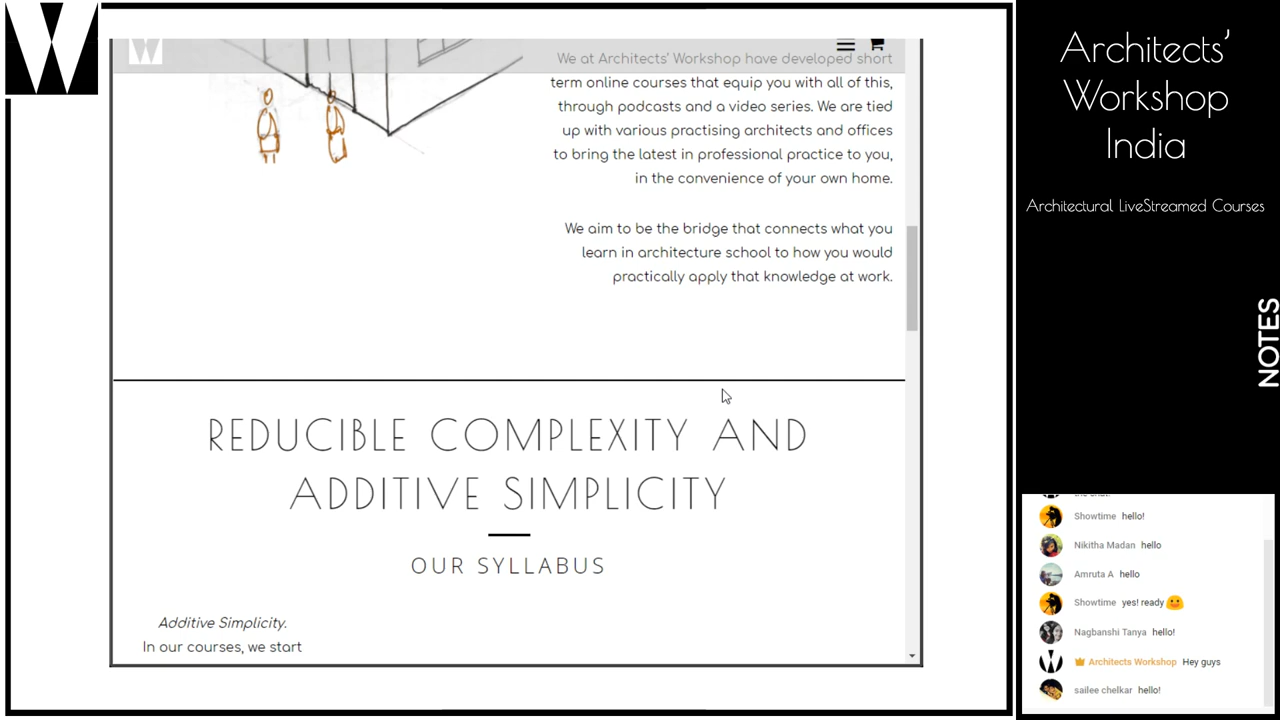 W
W
We at Architects' Workshop have developed short
term online courses that equip you with all of this,
through podcasts and a video series. We are tied
up with various practising architects and offices
to bring the latest in professional practice to you,
in the convenience of your own home.
We aim to be the bridge that connects what you
learn in architecture school to how you would
practically apply that knowledge at work.
REDUCIBLE COMPLEXITY AND
ADDITIVE SIMPLICITY
OUR SYLLABUS
Additive Simplicity.
In our courses, we start
Architects'
Workshop
India
Architectural LiveStreamed Courses
NOTES
Showtime hello!
Nikitha Madan hello
Amruta A hello
Showtime yes! ready
Nagbanshi Tanya hello!
Architects Workshop Hey guys
sailee chelkar hello!